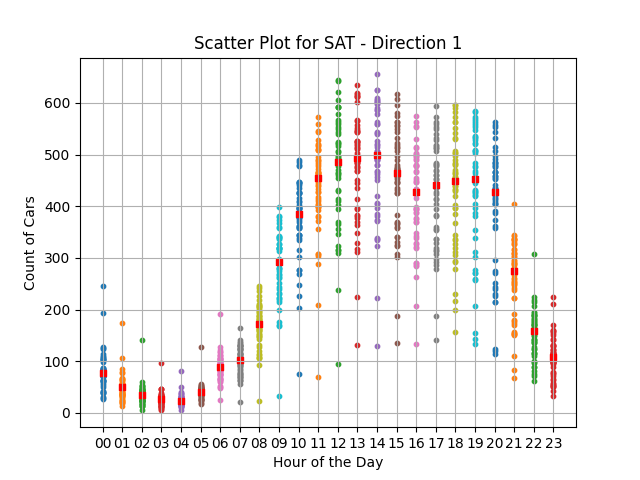 Scatter Plot for SAT - Direction 1
Count of Cars
600
500
400
300
200
100
0
00 01 02 03 04 05 06 07 08 09 10 11 12 13 14 15 16 17 18 19 20 21 22 23
Hour of the Day